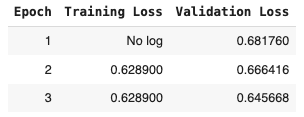 Epoch Training Loss Validation Loss
1 No log 0.681760
2 0.628900 0.666416
3 0.628900 0.645668